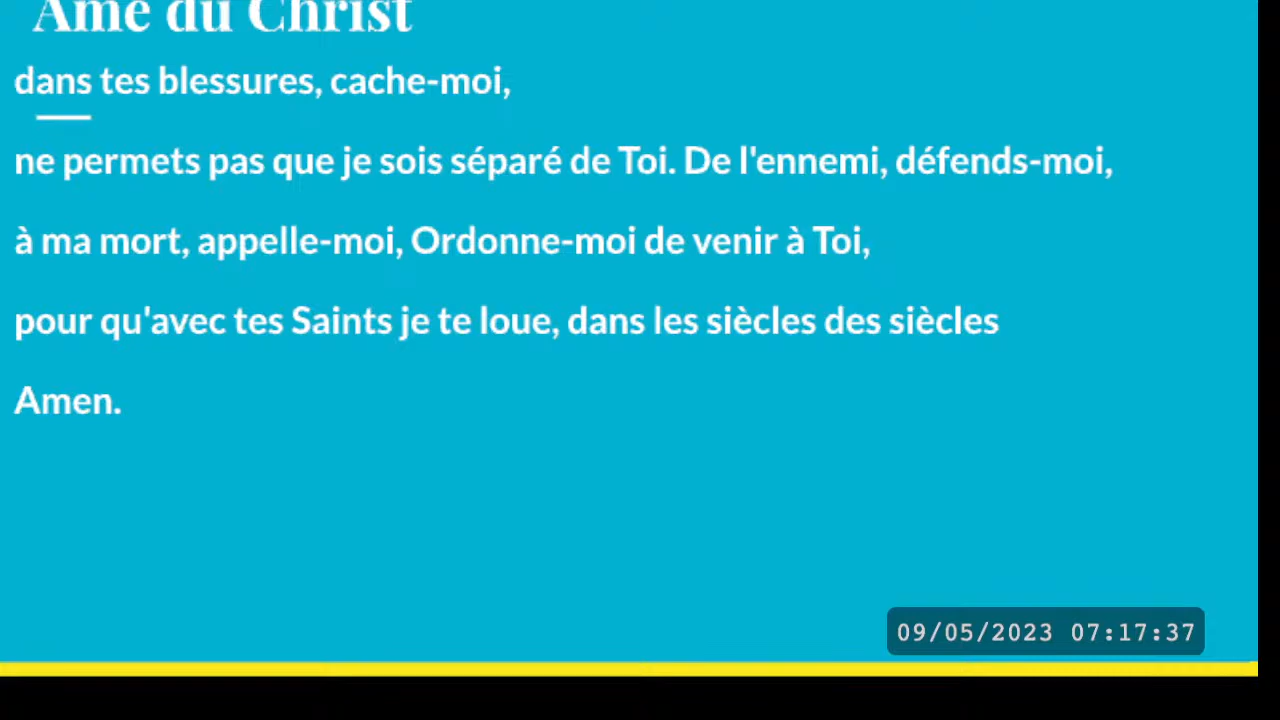 Ame du Christ
dans tes blessures, cache-moi,
ne permets pas que je sois séparé de Toi. De l'ennemi, défends-moi,
à ma mort, appelle-moi, Ordonne-moi de venir à Toi,
pour qu'avec tes Saints je te loue, dans les siècles des siècles
Amen.
09/05/2023 07:17:37